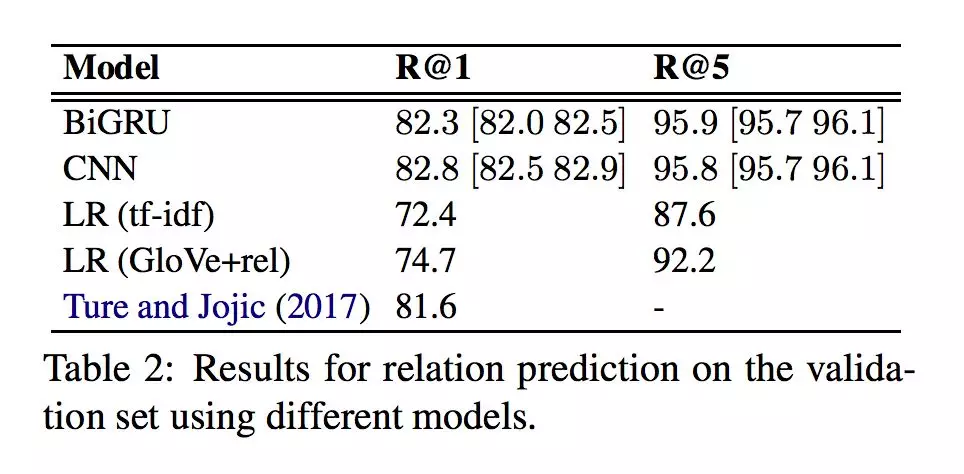 Model R@1 R@5
BiGRU 82.3 [82.0 82.5] 95.9 [95.7 96.1]
CNN 82.8 [82.5 82.9] 95.8 [95.7 96.1]
LR (tf-idf) 72.4 87.6
LR (GloVe+rel) 74.7 92.2
Ture and Jojic (2017) 81.6 -
Table 2: Results for relation prediction on the valida-
tion set using different models.